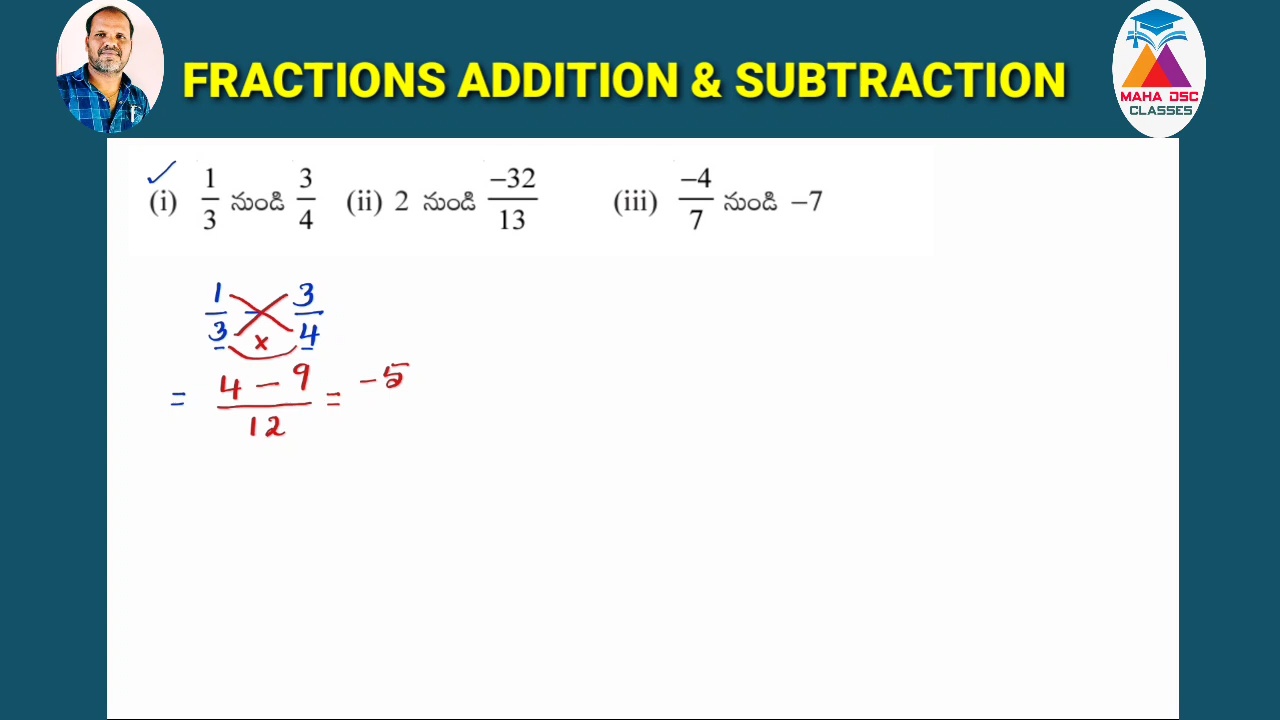 FRACTIONS ADDITION & SUBTRACTION
MAHA DSC
CLASSES
(i) 1/3 నుండి 3/4 (ii) 2 నుండి -32/13 (iii) -4/7 నుండి -7
1/3 - 3/4
×
= 4 - 9 / 12 = -5